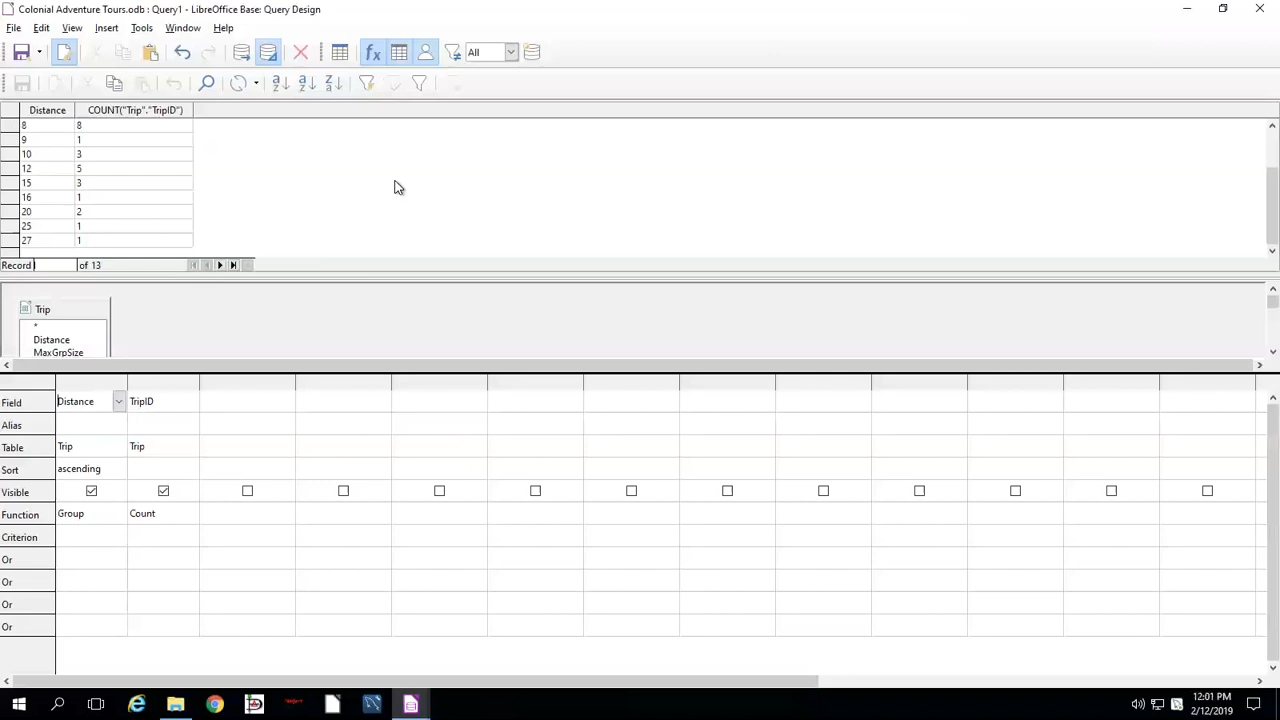 Colonial Adventure Tours.odb : Query1 - LibreOffice Base: Query Design
File Edit View Insert Tools Window Help
fx All
Distance COUNT("Trip"."TripID")
8 8
9 1
10 3
12 5
15 3
16 1
20 2
25 1
27 1
Record of 13
Trip
*
Distance
MaxGrpSize
Field Distance TripID
Alias
Table Trip Trip
Sort ascending
Visible
Function Group Count
Criterion
Or
Or
Or
Or
12:01 PM
2/12/2019